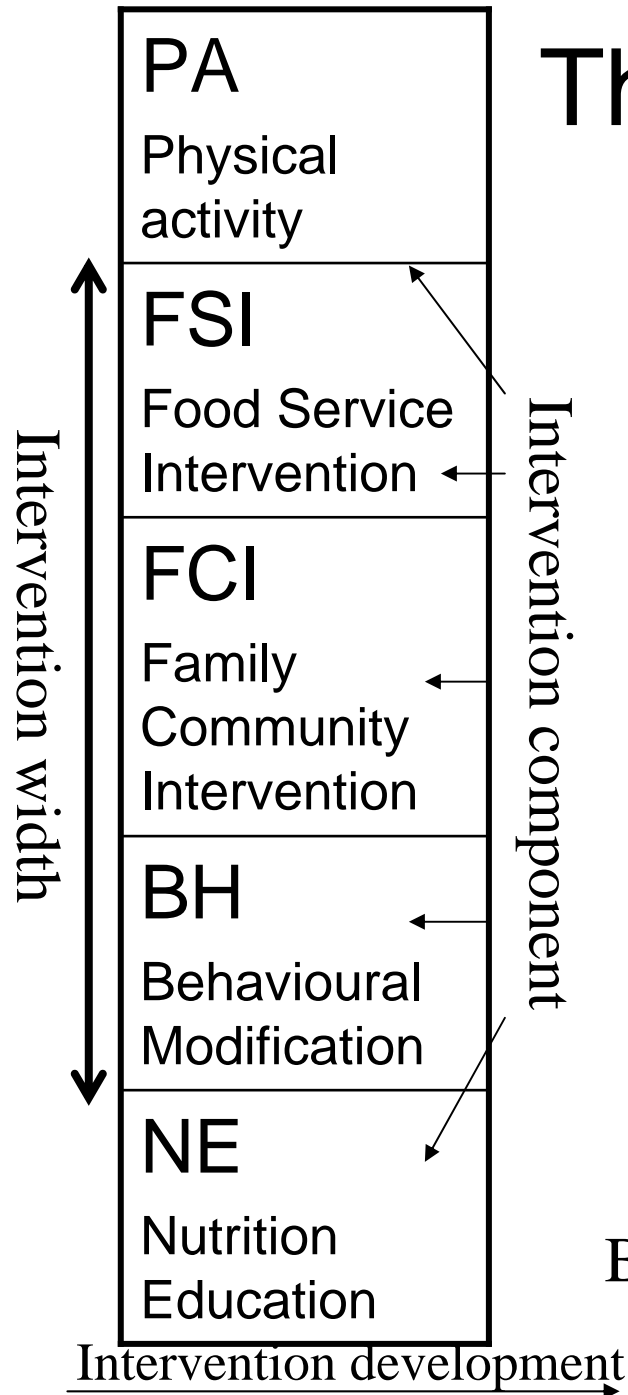 PA
Physical
activity
FSI
Food Service
Intervention
FCI
Family
Community
Intervention
BH
Behavioural
Modification
NE
Nutrition
Education
Intervention width
Intervention component
Intervention development